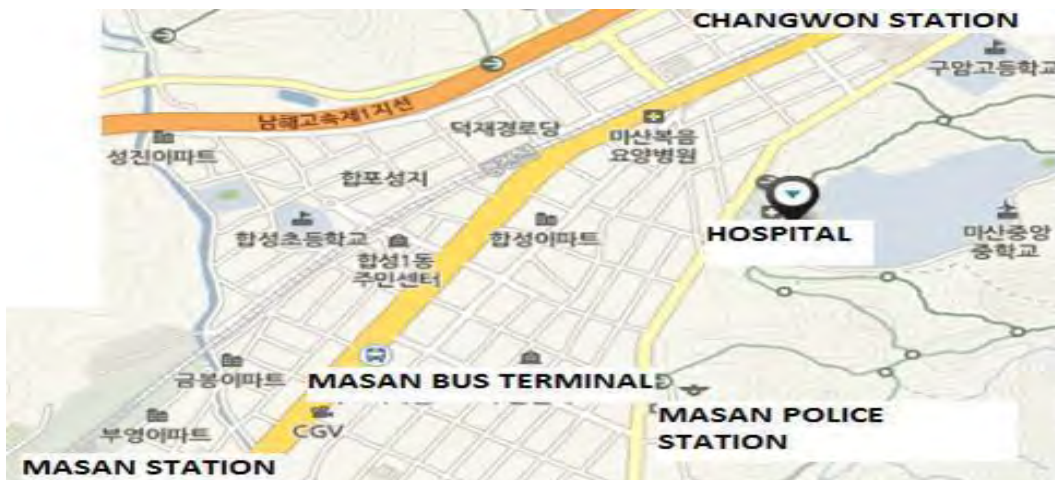 CHANGWON STATION
구암고등학교
남해고속제1지선
덕재경로당
마산복음
요양병원
성진아파트
합포성지
합성초등학교
합성1동
주민센터
합성아파트
HOSPITAL
마산중앙
중학교
금봉아파트
MASAN BUS TERMINAL
부영아파트
CGV
MASAN POLICE
STATION
MASAN STATION